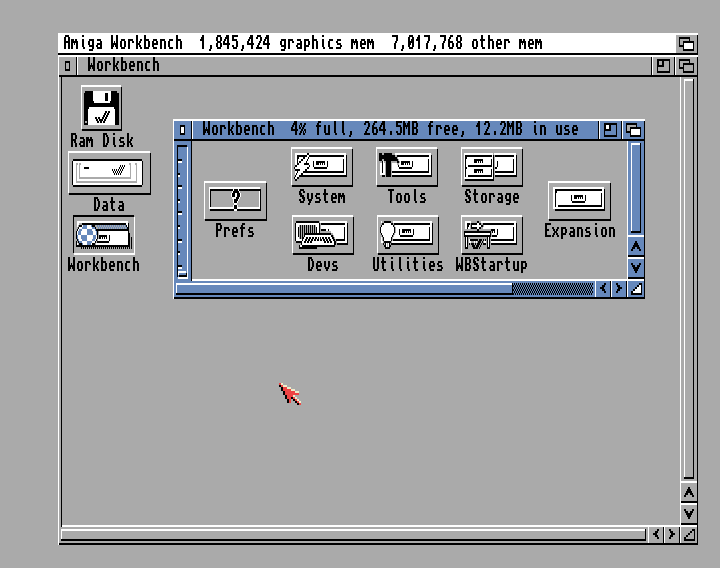 Amiga Workbench 1,845,424 graphics mem 7,017,768 other mem
Workbench
Workbench 4% full, 264.5MB free, 12.2MB in use
Ram Disk
Data
Workbench
?
Prefs
System
Tools
Storage
Expansion
Devs
Utilities
WBStartup